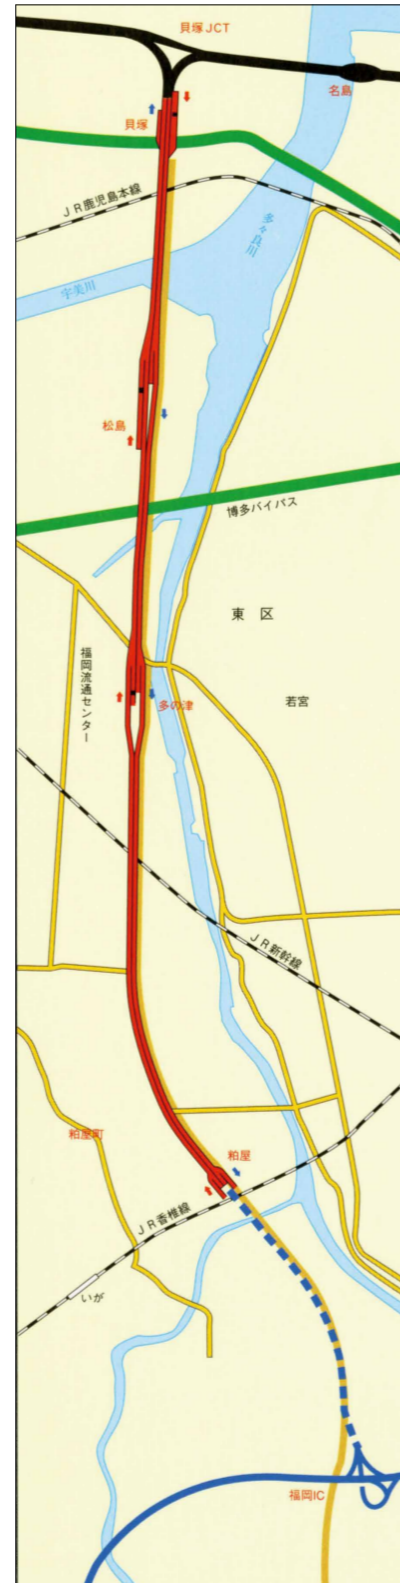 貝塚JCT
名島
貝塚
JR鹿児島本線
多々良川
宇美川
松島
博多バイパス
東 区
福岡流通センター
若宮
多の津
JR新幹線
粕屋町
粕屋
JR香椎線
いが
福岡IC